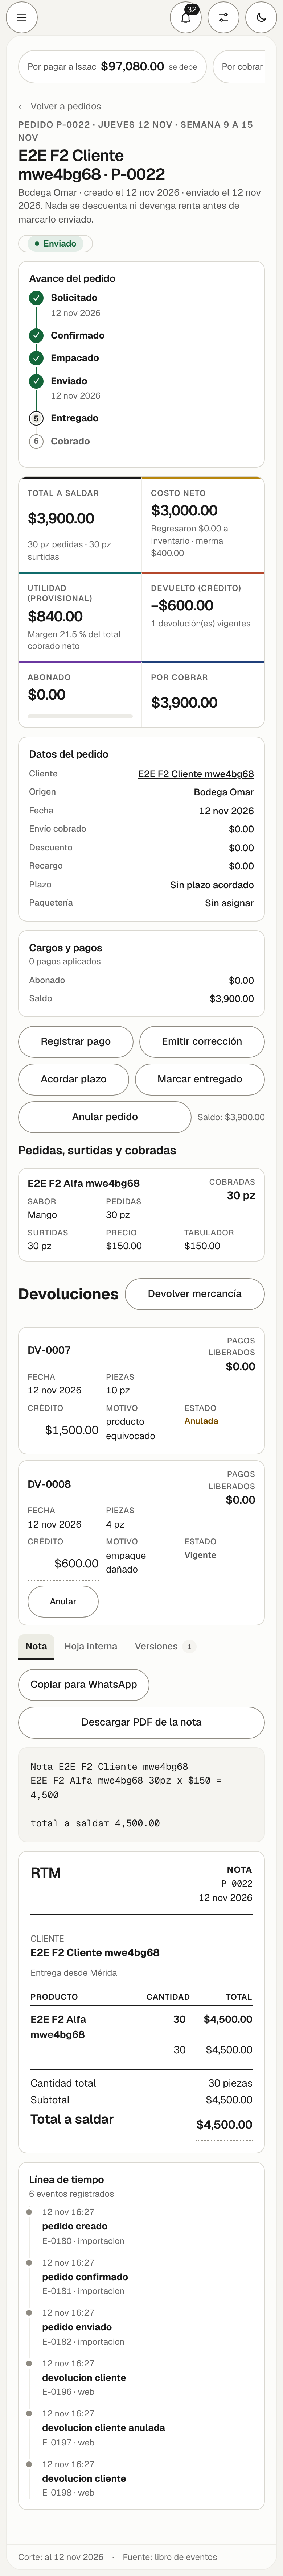 32
Por pagar a Isaac $97,080.00 se debe
Por cobrar
← Volver a pedidos
PEDIDO P-0022 · JUEVES 12 NOV · SEMANA 9 A 15 NOV
E2E F2 Cliente
mwe4bg68 · P-0022
Bodega Omar · creado el 12 nov 2026 · enviado el 12 nov
2026. Nada se descuenta ni devenga renta antes de
marcarlo enviado.
Enviado
Avance del pedido
Solicitado
12 nov 2026
Confirmado
Empacado
Enviado
12 nov 2026
5 Entregado
6 Cobrado
TOTAL A SALDAR
$3,900.00
30 pz pedidas · 30 pz
surtidas
COSTO NETO
$3,000.00
Regresaron $0.00 a
inventario · merma
$400.00
UTILIDAD
(PROVISIONAL)
$840.00
Margen 21.5 % del total
cobrado neto
DEVUELTO (CRÉDITO)
−$600.00
1 devolución(es) vigentes
ABONADO
$0.00
POR COBRAR
$3,900.00
Datos del pedido
Cliente E2E F2 Cliente mwe4bg68
Origen Bodega Omar
Fecha 12 nov 2026
Envío cobrado $0.00
Descuento $0.00
Recargo $0.00
Plazo Sin plazo acordado
Paquetería Sin asignar
Cargos y pagos
0 pagos aplicados
Abonado $0.00
Saldo $3,900.00
Registrar pago
Emitir corrección
Acordar plazo
Marcar entregado
Anular pedido
Saldo: $3,900.00
Pedidas, surtidas y cobradas
E2E F2 Alfa mwe4bg68
COBRADAS
30 pz
SABOR
Mango
PEDIDAS
30 pz
SURTIDAS
30 pz
PRECIO
$150.00
TABULADOR
$150.00
Devoluciones
Devolver mercancía
DV-0007
PAGOS
LIBERADOS
$0.00
FECHA
12 nov 2026
PIEZAS
10 pz
CRÉDITO
$1,500.00
MOTIVO
producto
equivocado
ESTADO
Anulada
DV-0008
PAGOS
LIBERADOS
$0.00
FECHA
12 nov 2026
PIEZAS
4 pz
CRÉDITO
$600.00
MOTIVO
empaque
dañado
ESTADO
Vigente
Anular
Nota
Hoja interna
Versiones 1
Copiar para WhatsApp
Descargar PDF de la nota
Nota E2E F2 Cliente mwe4bg68
E2E F2 Alfa mwe4bg68 30pz x $150 =
4,500
total a saldar 4,500.00
RTM
NOTA
P-0022
12 nov 2026
CLIENTE
E2E F2 Cliente mwe4bg68
Entrega desde Mérida
PRODUCTO CANTIDAD TOTAL
E2E F2 Alfa 30 $4,500.00
mwe4bg68
30 $4,500.00
Cantidad total 30 piezas
Subtotal $4,500.00
Total a saldar $4,500.00
Línea de tiempo
6 eventos registrados
12 nov 16:27
pedido creado
E-0180 · importacion
12 nov 16:27
pedido confirmado
E-0181 · importacion
12 nov 16:27
pedido enviado
E-0182 · importacion
12 nov 16:27
devolucion cliente
E-0196 · web
12 nov 16:27
devolucion cliente anulada
E-0197 · web
12 nov 16:27
devolucion cliente
E-0198 · web
Corte: al 12 nov 2026 · Fuente: libro de eventos